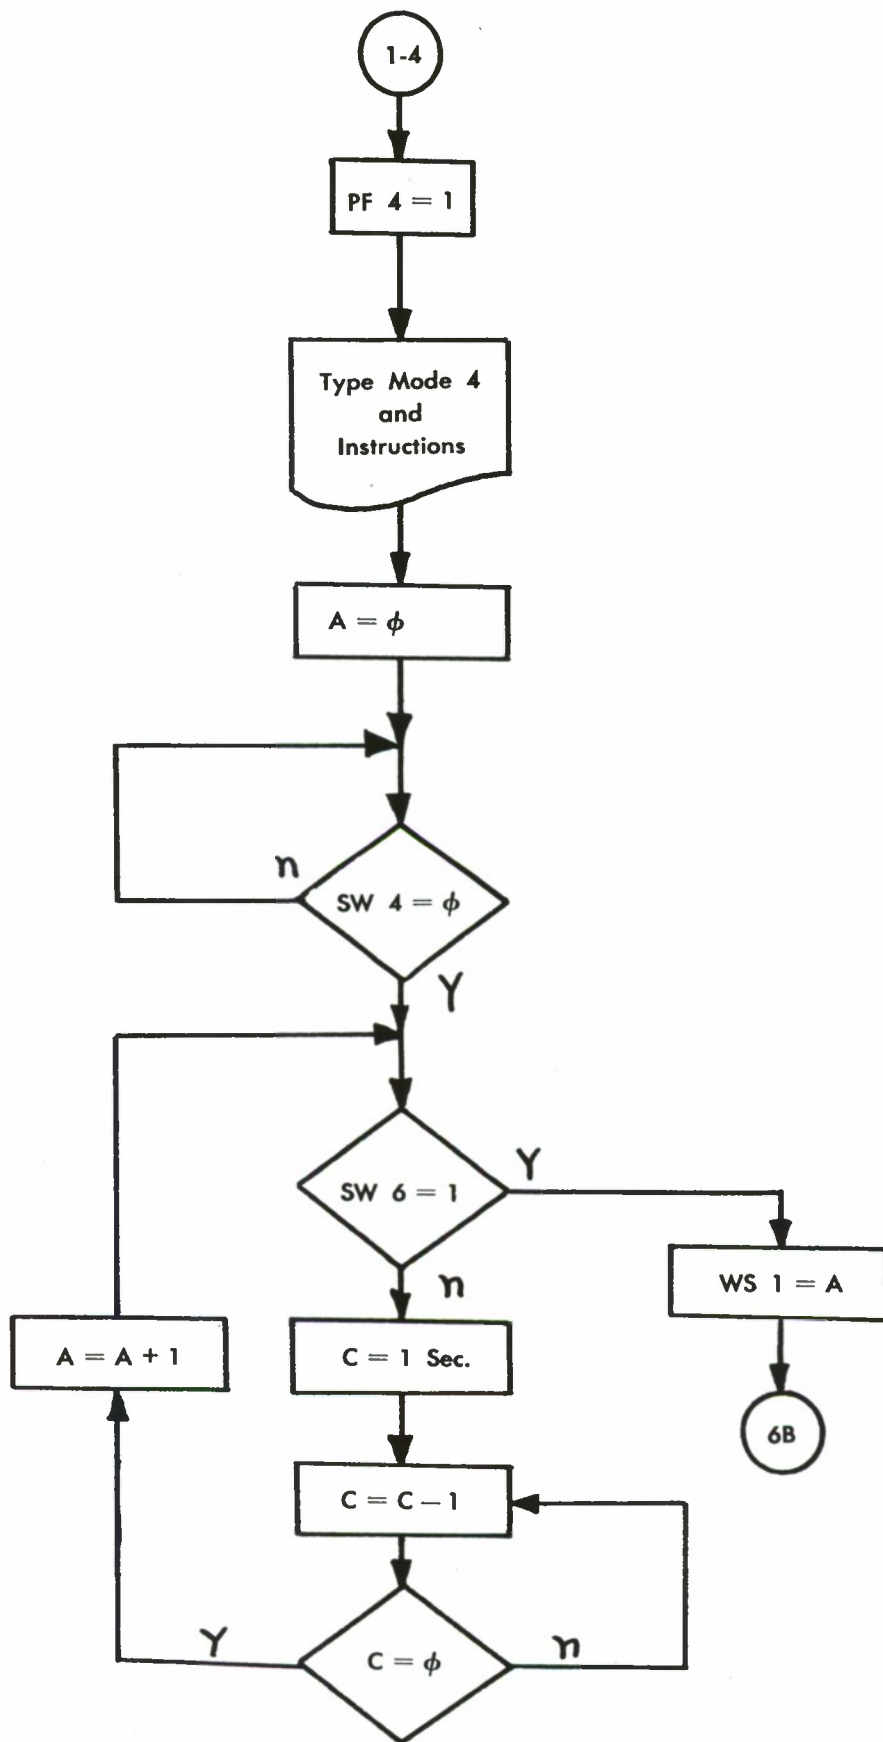 1-4
PF 4 = 1
Type Mode 4
and
Instructions
A = ϕ
n
SW 4 = ϕ
Y
SW 6 = 1
Y
n
WS 1 = A
A = A + 1
C = 1 Sec.
6B
C = C – 1
Y
n
C = ϕ